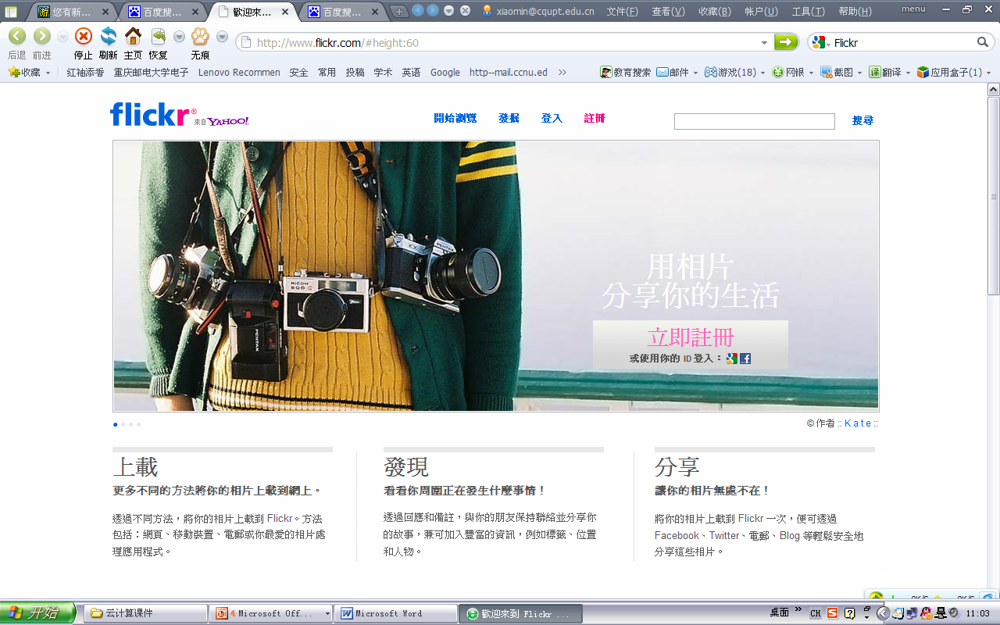 您有新...
百度搜...
歡迎來...
百度搜...
xiaomin@cqupt.edu.cn
文件(F)
查看(V)
收藏(B)
帐户(U)
工具(T)
帮助(H)
menu
http://www.flickr.com/#height:60
Flickr
后退
前进
停止
刷新
主页
恢复
无痕
收藏
红袖添香
重庆邮电大学电子
Lenovo Recommen
安全
常用
投稿
学术
英语
Google
http--mail.ccnu.ed
教育搜索
邮件
游戏(18)
网银
截图
翻译
应用盒子(1)
flickr® 來自 YAHOO!
開始瀏覽
發掘
登入
註冊
搜尋
RICOH
500 G
PENTAX
用相片
分享你的生活
立即註冊
或使用你的 ID 登入：
©作者 :: K a t e ::
上載
更多不同的方法將你的相片上載到網上。
透過不同方法，將你的相片上載到 Flickr。方法
包括：網頁、移動裝置、電郵或你最愛的相片處
理應用程式。
發現
看看你周圍正在發生什麼事情！
透過回應和備註，與你的朋友保持聯絡並分享你
的故事，兼可加入豐富的資訊，例如標籤、位置
和人物。
分享
讓你的相片無處不在！
將你的相片上載到 Flickr 一次，便可透過
Facebook、Twitter、電郵、Blog 等輕鬆安全地
分享這些相片。
开始
云计算课件
4 Microsoft Off...
Microsoft Word
歡迎來到 Flickr ...
桌面
CH
11:03